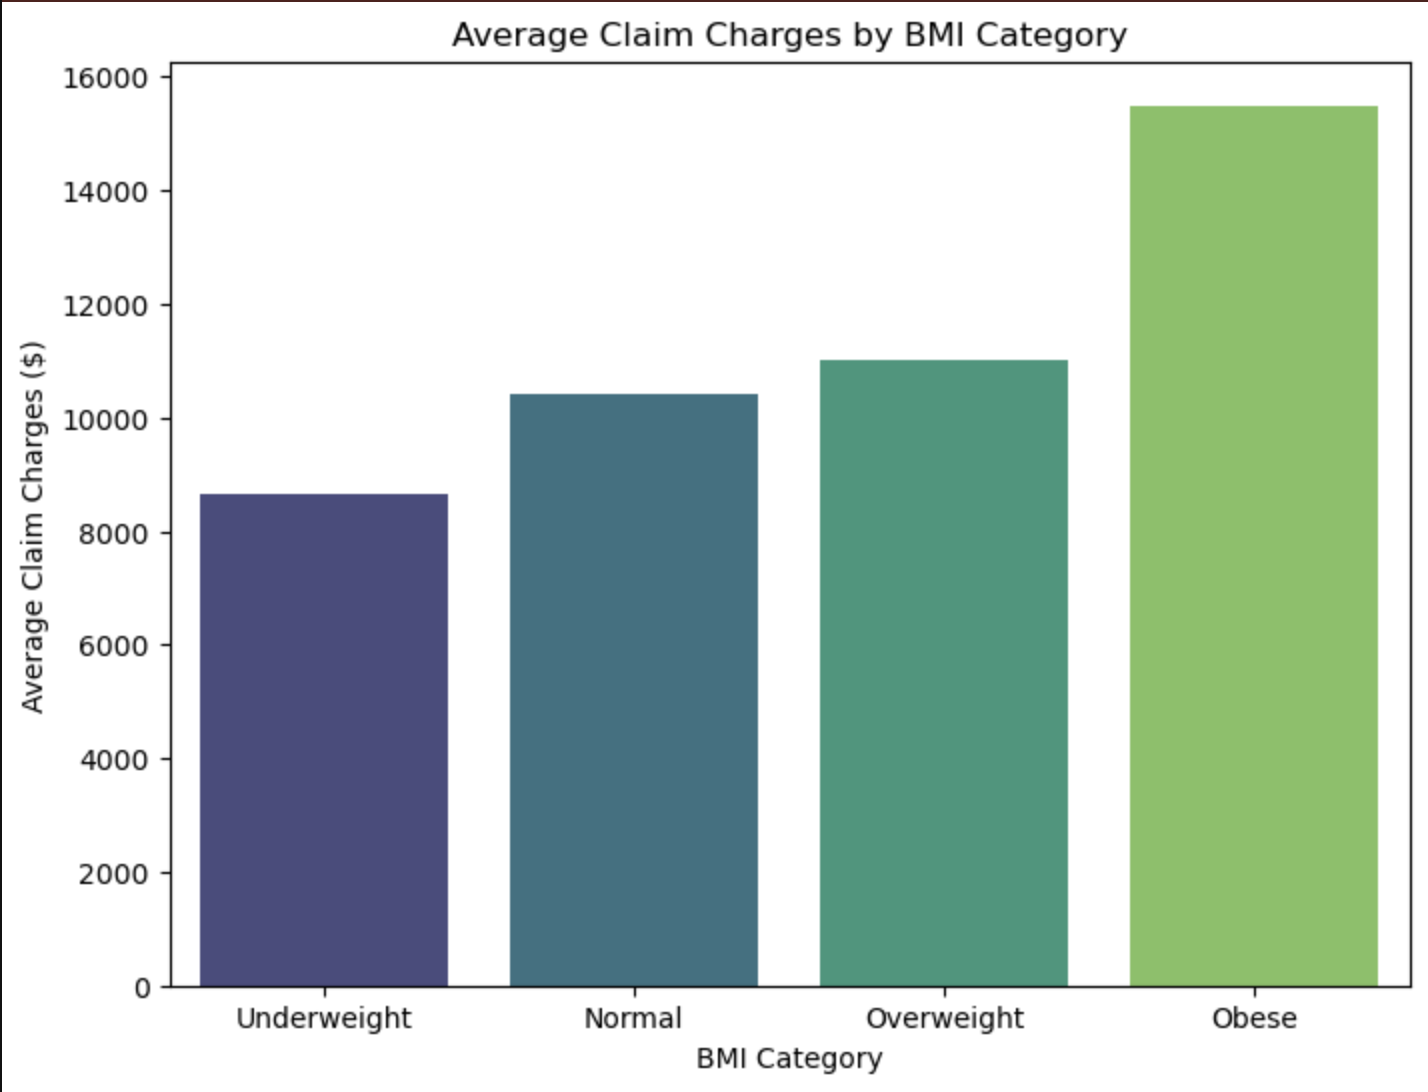 Average Claim Charges by BMI Category
Average Claim Charges ($)
16000
14000
12000
10000
8000
6000
4000
2000
0
Underweight Normal Overweight Obese
BMI Category